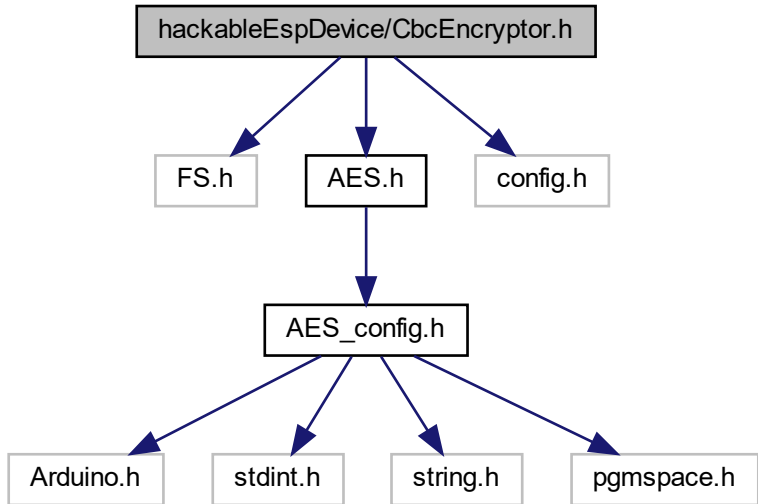 hackableEspDevice/CbcEncryptor.h
FS.h
AES.h
config.h
AES_config.h
Arduino.h
stdint.h
string.h
pgmspace.h